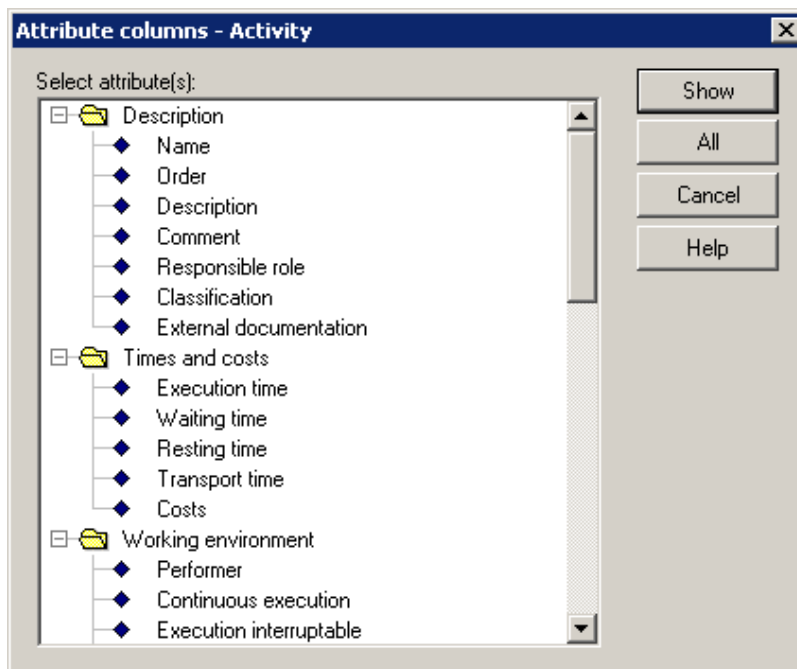 Attribute columns - Activity
Select attribute(s):
Description
Name
Order
Description
Comment
Responsible role
Classification
External documentation
Times and costs
Execution time
Waiting time
Resting time
Transport time
Costs
Working environment
Performer
Continuous execution
Execution interruptable
Show
All
Cancel
Help